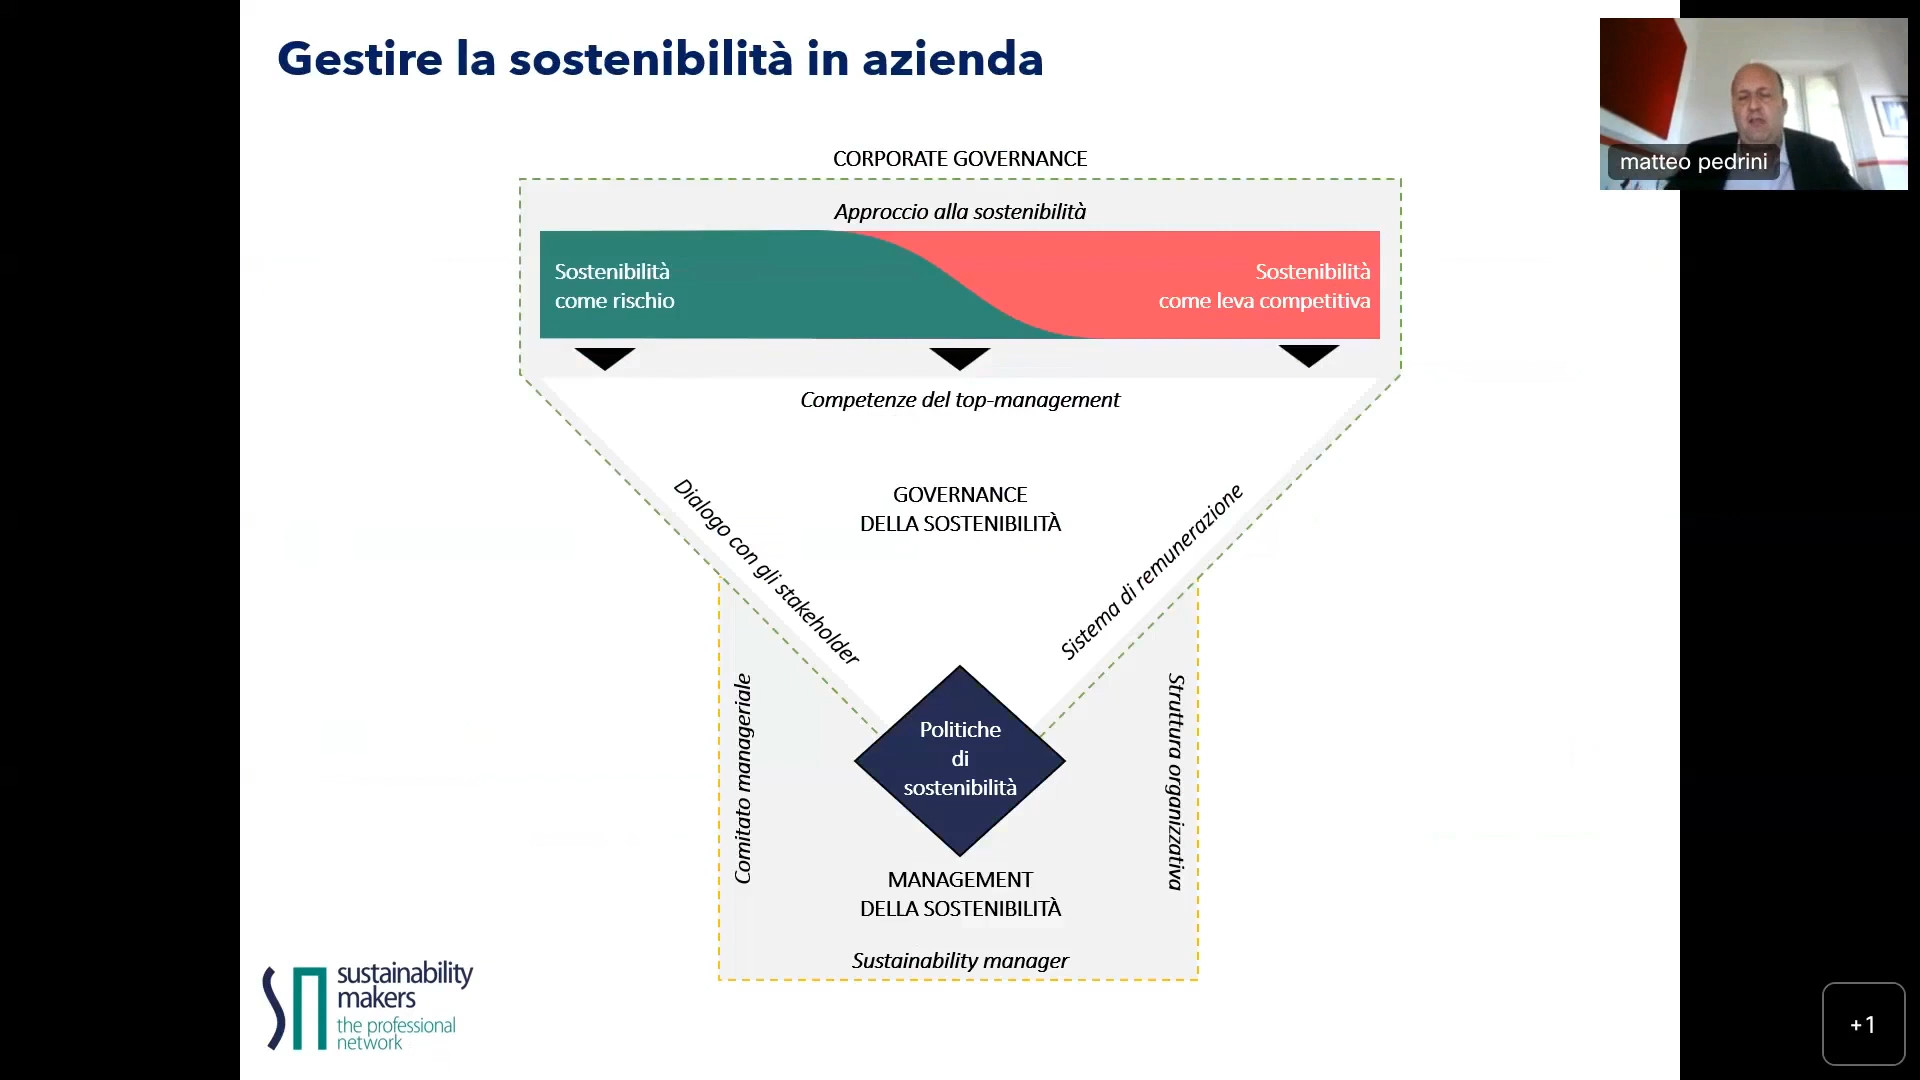 Gestire la sostenibilità in azienda
matteo pedrini
CORPORATE GOVERNANCE
Approccio alla sostenibilità
Sostenibilità
come rischio
Sostenibilità
come leva competitiva
Competenze del top-management
GOVERNANCE
DELLA SOSTENIBILITÀ
Dialogo con gli stakeholder
Sistema di remunerazione
Comitato manageriale
Politiche
di
sostenibilità
Struttura organizzativa
MANAGEMENT
DELLA SOSTENIBILITÀ
Sustainability manager
sustainability
makers
the professional
network
+1